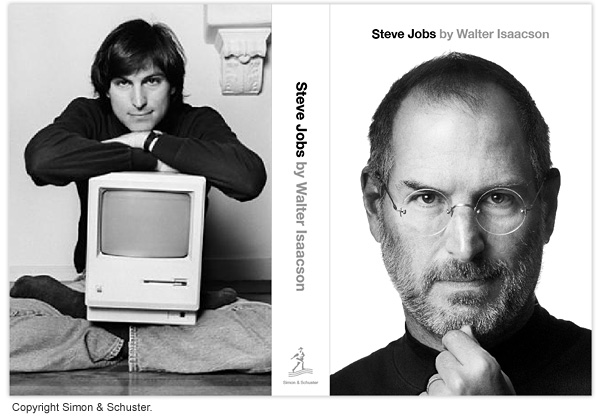 Steve Jobs by Walter Isaacson
Steve Jobs by Walter Isaacson
Simon & Schuster
Copyright Simon & Schuster.